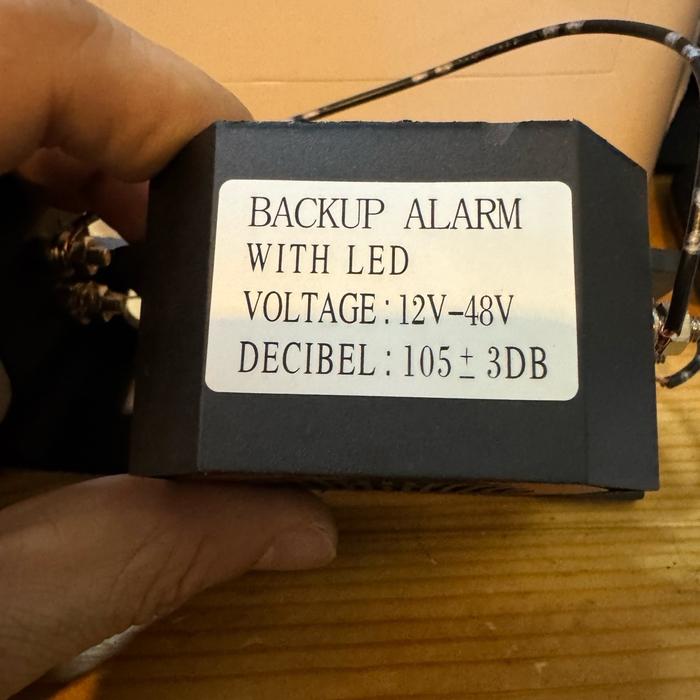 BACKUP ALARM
WITH LED
VOLTAGE:12V-48V
DECIBEL:105± 3DB